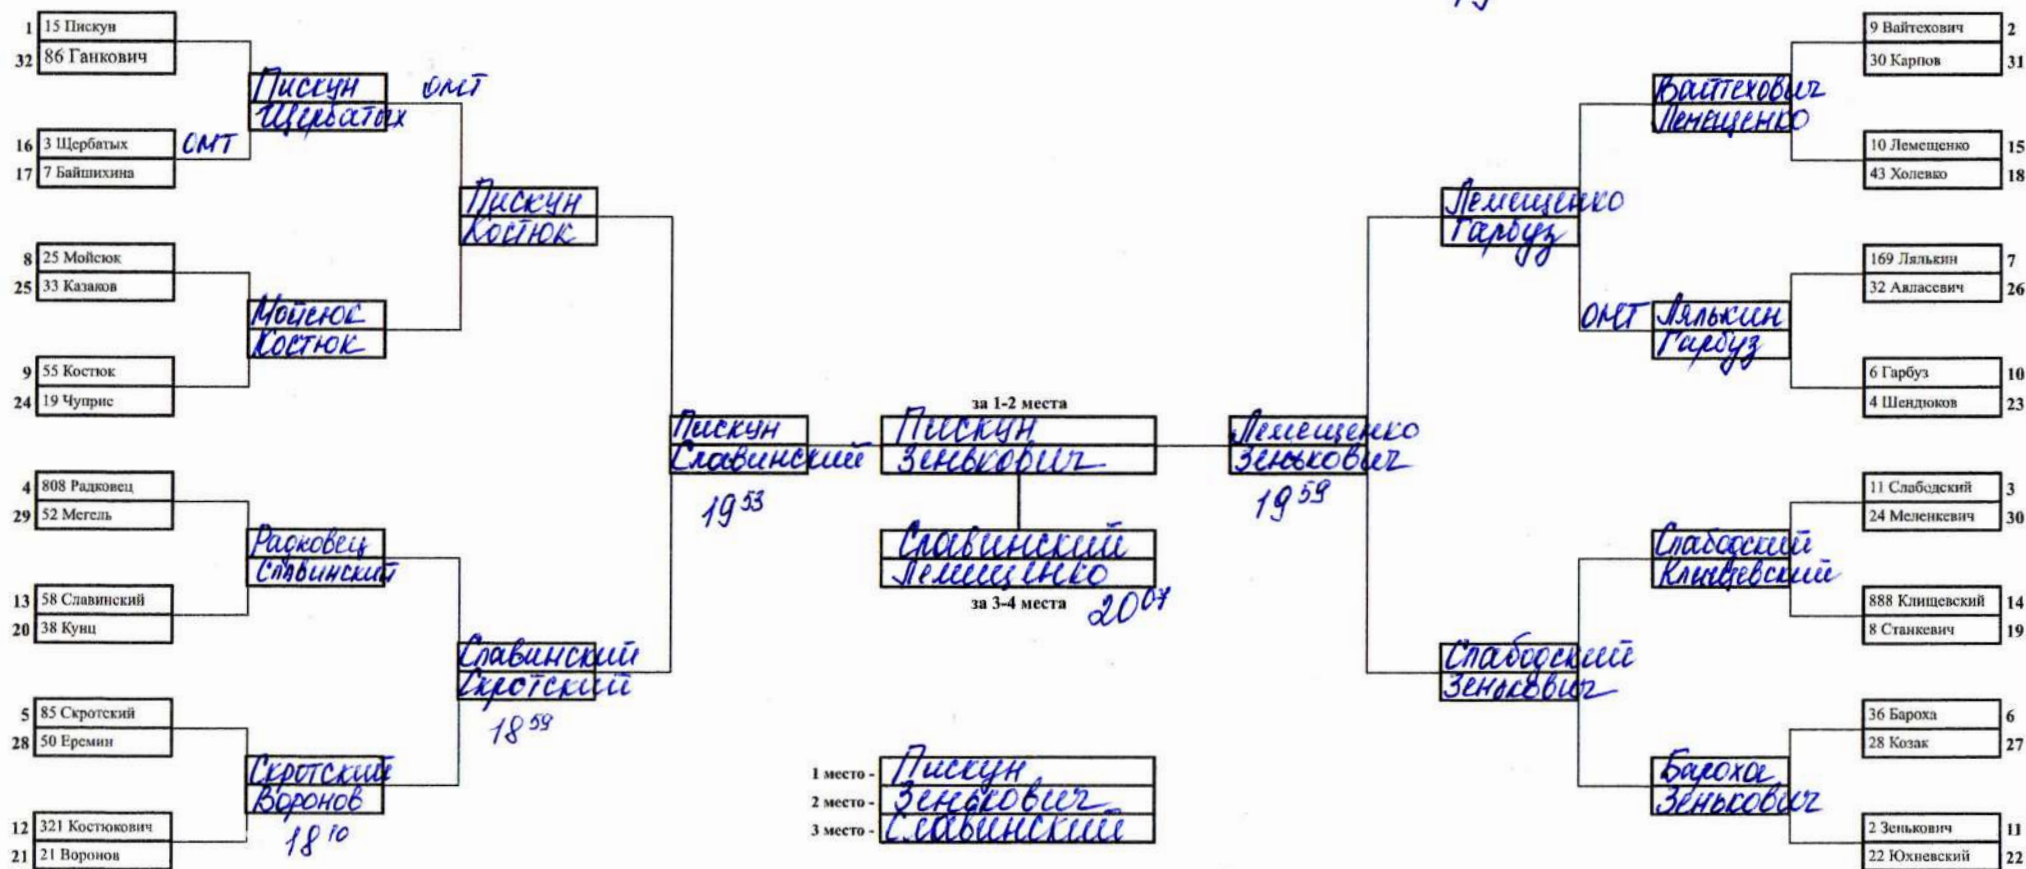 19
1 15 Пискун
32 86 Ганкович
16 3 Щербатых ОМТ
17 7 Байшихина
8 25 Мойсюк
25 33 Казаков
9 55 Костюк
24 19 Чуприс
4 808 Радковец
29 52 Мегель
13 58 Славинский
20 38 Кунц
5 85 Скротский
28 50 Еремин
12 321 Костюкович
21 21 Воронов
Пискун ОМТ
Щербатых
Мойсюк
Костюк
Радковец
Славинский
Скротский
Воронов
18 10
Пискун
Костюк
Славинский
Скротский
18 59
Пискун
Славинский
19 53
за 1-2 места
Пискун
Зенькович
Славинский
Лемещенко
за 3-4 места 20 07
1 место - Пискун
2 место - Зенькович
3 место - Славинский
Лемещенко
Зенькович
19 59
Лемещенко
Гарбуз
Слабодский
Зенькович
Вайтехович
Лемещенко
ОМТ Лялькин
Гарбуз
Слабодский
Клищевский
Бароха
Зенькович
9 Вайтехович 2
30 Карпов 31
10 Лемещенко 15
43 Холевко 18
169 Лялькин 7
32 Авласевич 26
6 Гарбуз 10
4 Шендюков 23
11 Слабодский 3
24 Меленкевич 30
888 Клищевский 14
8 Станкевич 19
36 Бароха 6
28 Козак 27
2 Зенькович 11
22 Юхневский 22